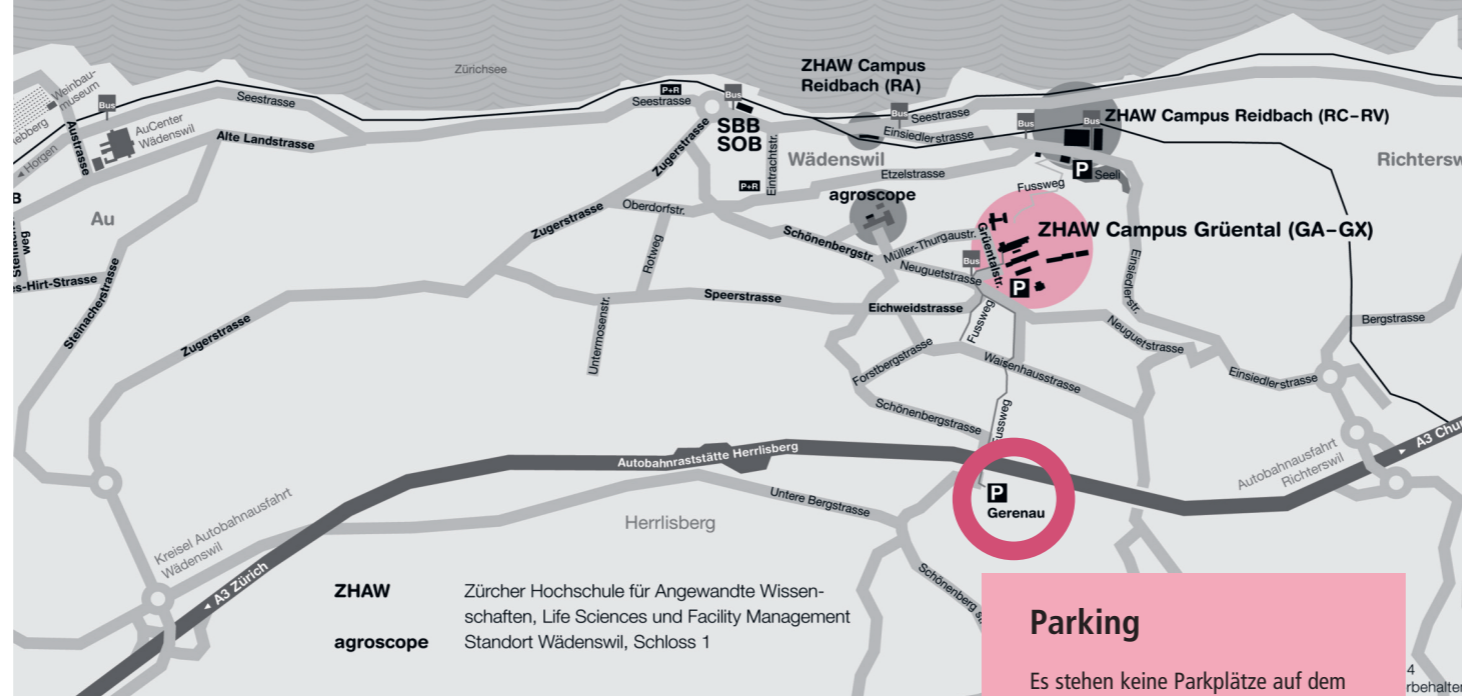 Zürichsee
Weinbau-
museum
Bus
Seestrasse
AuCenter
Wädenswil
Austrasse
Horgen
Alte Landstrasse
Au
Steinacherstrasse
Zugerstrasse
Zugerstrasse
Zugerstrasse
P+R
Seestrasse
Bus
SBB
SOB
P+R
Eintrachtstr.
Oberdorfstr.
Rotweg
Untermosenstr.
Speerstrasse
ZHAW Campus
Reidbach (RA)
Bus
Seestrasse
Einsiedlerstrasse
Wädenswil
Etzelstrasse
agroscope
Schönenbergstr.
Müller-Thurgaustr.
Grüentalstr.
Neuguetstrasse
Bus
Eichweidstrasse
Bus
Bus
ZHAW Campus Reidbach (RC–RV)
P
Seeli
Fussweg
ZHAW Campus Grüental (GA–GX)
P
Fussweg
Einsiedlerstr.
Neuguetstrasse
Waisenhausstrasse
Forstbergstrasse
Schönenbergstrasse
Fussweg
Bergstrasse
Einsiedlerstrasse
Autobahnausfahrt
Richterswil
A3 Zürich
Kreisel Autobahnausfahrt
Wädenswil
Autobahnraststätte Herrlisberg
Untere Bergstrasse
Herrlisberg
P
Gerenau
ZHAW Zürcher Hochschule für Angewandte Wissen-
schaften, Life Sciences und Facility Management
agroscope Standort Wädenswil, Schloss 1
Parking
Es stehen keine Parkplätze auf dem